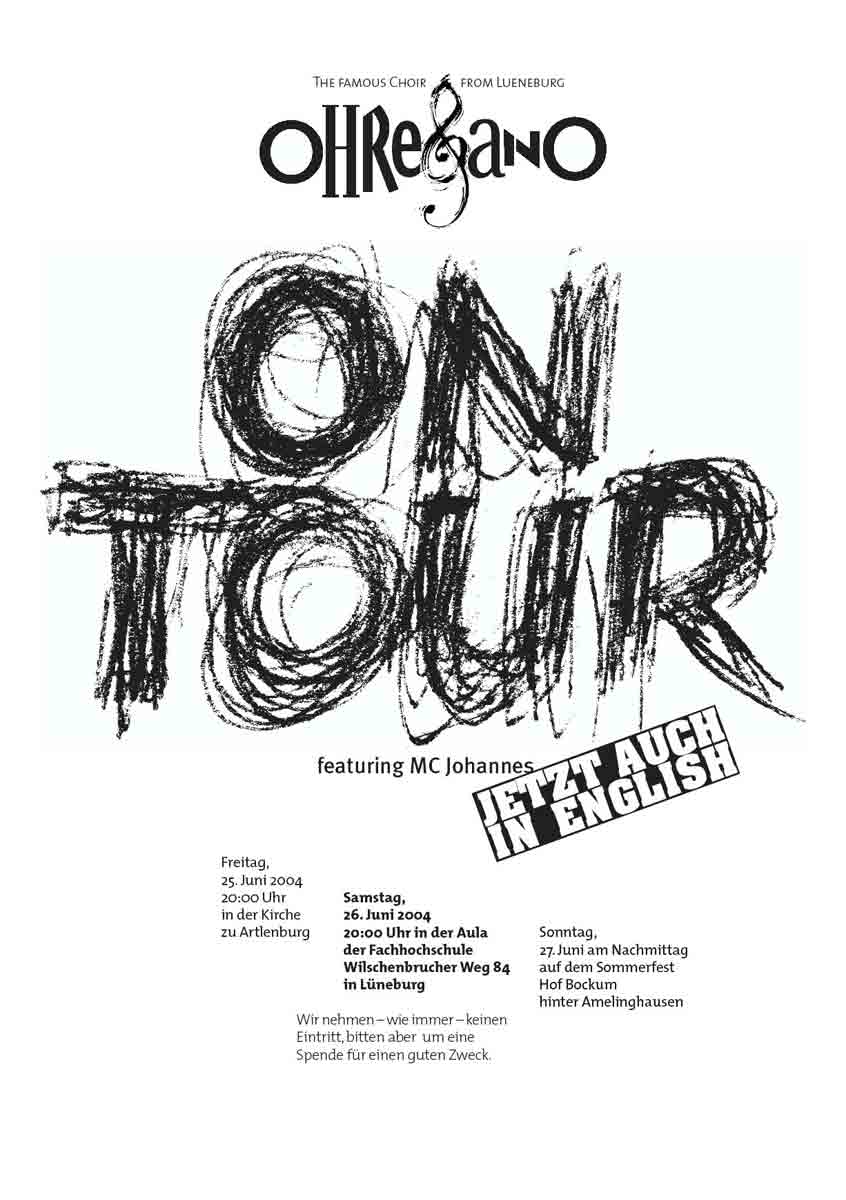 The famous Choir from Lueneburg
OHReGaNO
ON
TOUR
featuring MC Johannes
JETZT AUCH
IN ENGLISH
Freitag,
25. Juni 2004
20:00 Uhr
in der Kirche
zu Artlenburg
Samstag,
26. Juni 2004
20:00 Uhr in der Aula
der Fachhochschule
Wilschenbrucher Weg 84
in Lüneburg
Sonntag,
27. Juni am Nachmittag
auf dem Sommerfest
Hof Bockum
hinter Amelinghausen
Wir nehmen – wie immer – keinen
Eintritt, bitten aber um eine
Spende für einen guten Zweck.